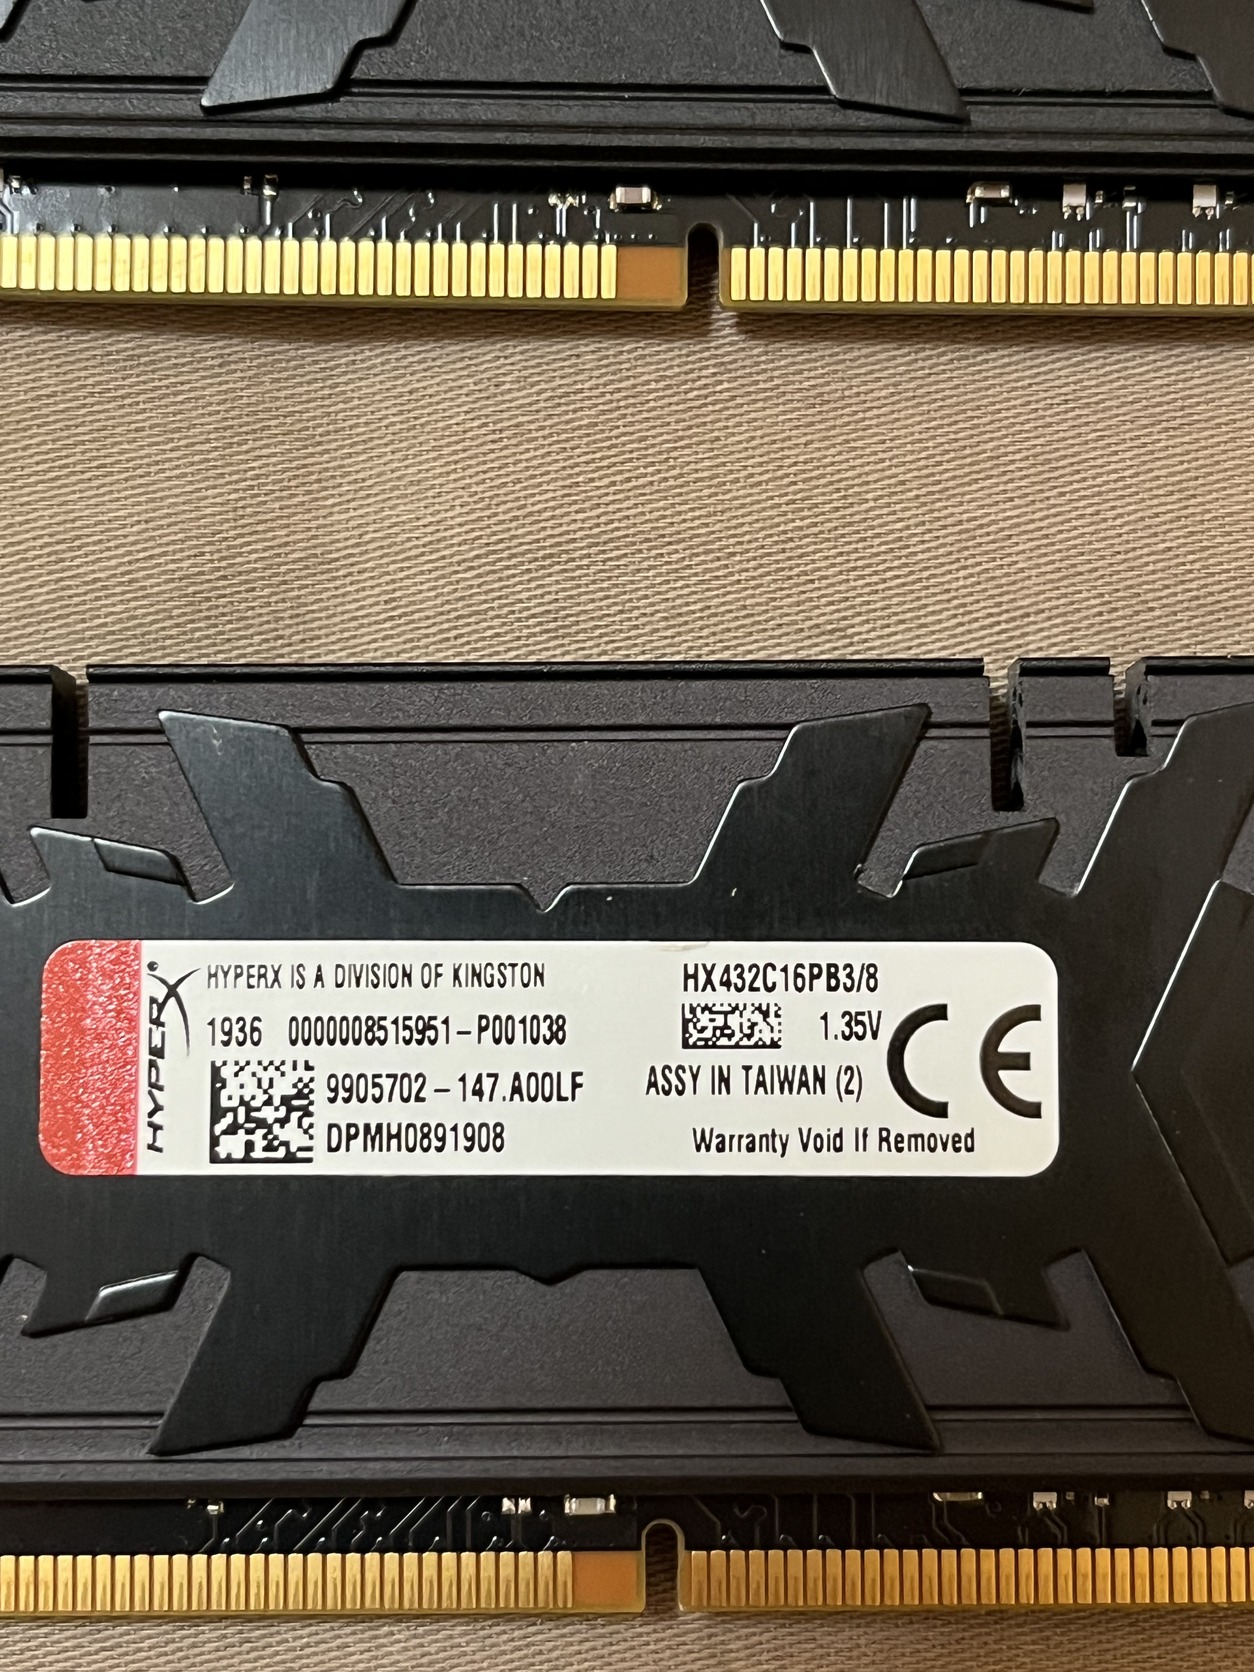 HYPERX
HYPERX IS A DIVISION OF KINGSTON
1936 0000008515951-P001038
9905702-147.A00LF
DPMH0891908
HX432C16PB3/8
1.35V
ASSY IN TAIWAN (2)
CE
Warranty Void If Removed